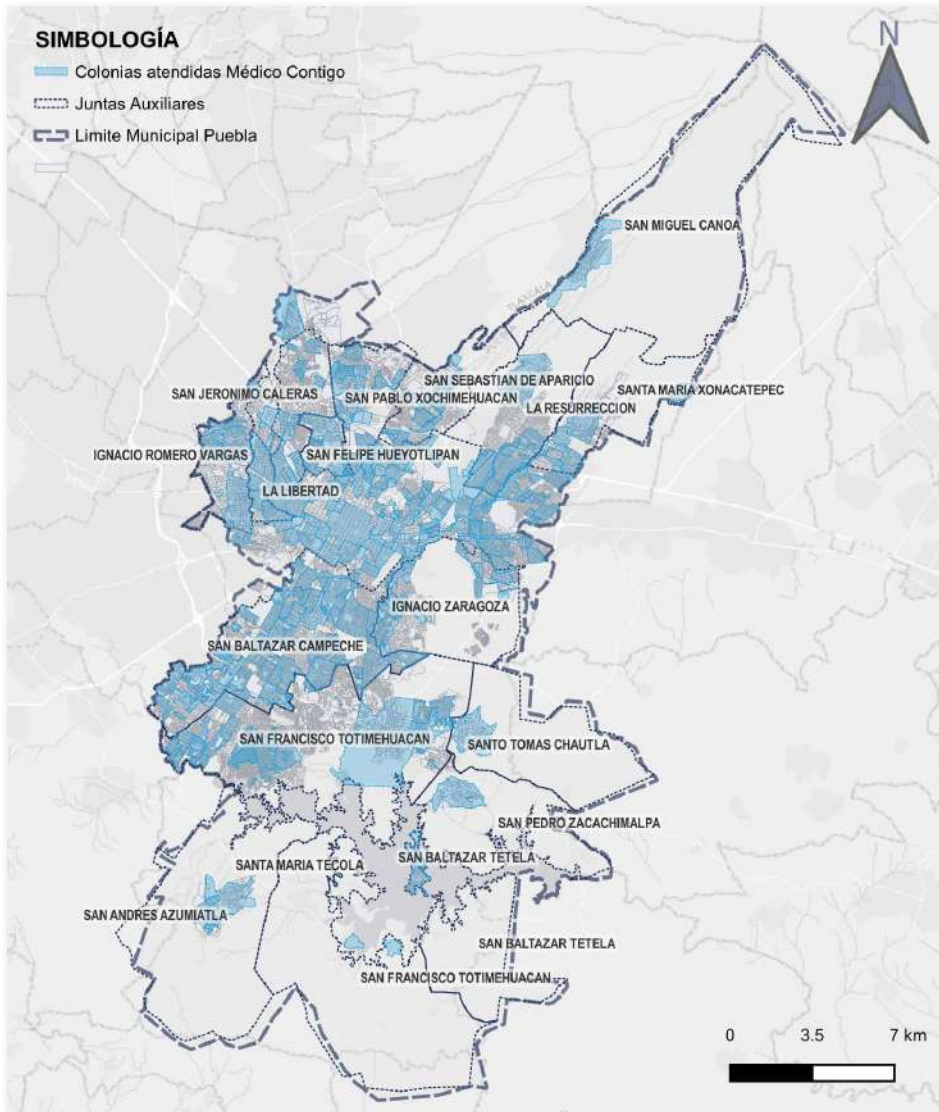 SIMBOLOGÍA
Colonias atendidas Médico Contigo
Juntas Auxiliares
Limite Municipal Puebla
N
SAN MIGUEL CANOA
TLAXCALA
SAN SEBASTIAN DE APARICIO
SAN JERONIMO CALERAS
SAN PABLO XOCHIMEHUACAN
SANTA MARIA XONACATEPEC
LA RESURRECCION
IGNACIO ROMERO VARGAS
SAN FELIPE HUEYOTLIPAN
LA LIBERTAD
IGNACIO ZARAGOZA
SAN BALTAZAR CAMPECHE
SAN FRANCISCO TOTIMEHUACAN
SANTO TOMAS CHAUTLA
SAN PEDRO ZACACHIMALPA
SANTA MARIA TECOLA
SAN BALTAZAR TETELA
SAN ANDRES AZUMIATLA
SAN BALTAZAR TETELA
SAN FRANCISCO TOTIMEHUACAN
0 3.5 7 km